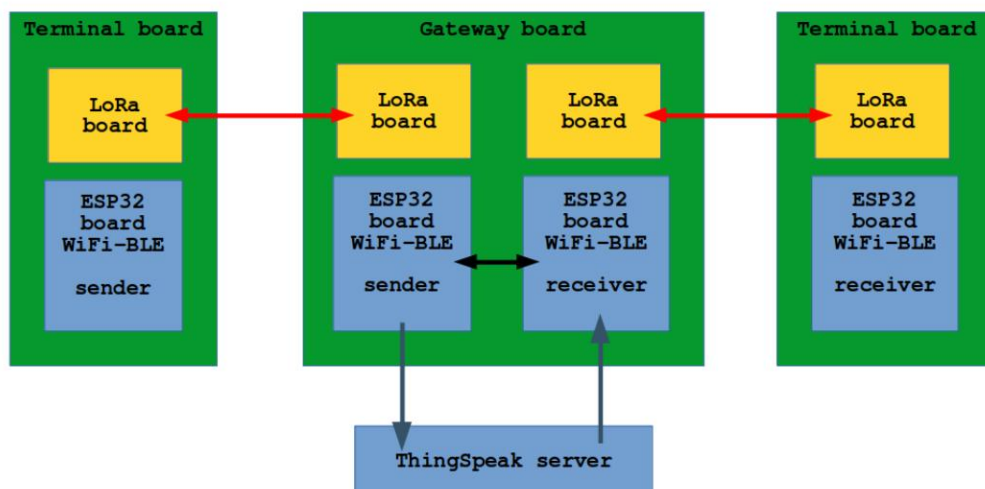 Terminal board
LoRa
board
ESP32
board
WiFi-BLE
sender
Gateway board
LoRa
board
LoRa
board
ESP32
board
WiFi-BLE
sender
ESP32
board
WiFi-BLE
receiver
Terminal board
LoRa
board
ESP32
board
WiFi-BLE
receiver
ThingSpeak server